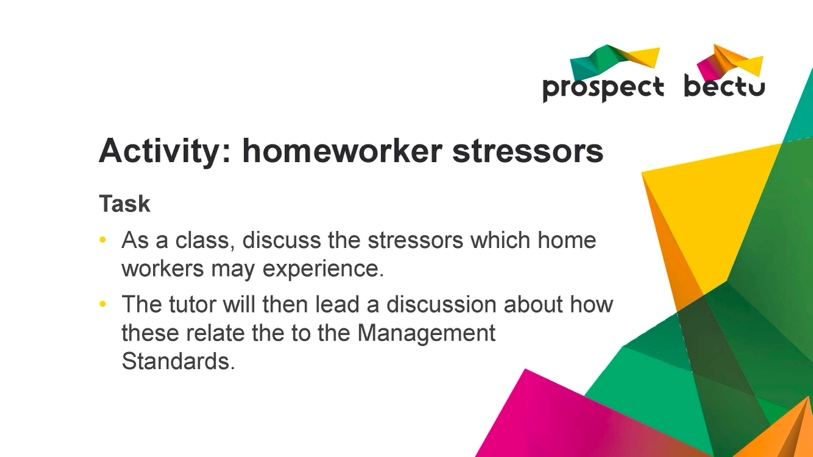 prospect bectu
Activity: homeworker stressors
Task
• As a class, discuss the stressors which home
workers may experience.
• The tutor will then lead a discussion about how
these relate the to the Management
Standards.